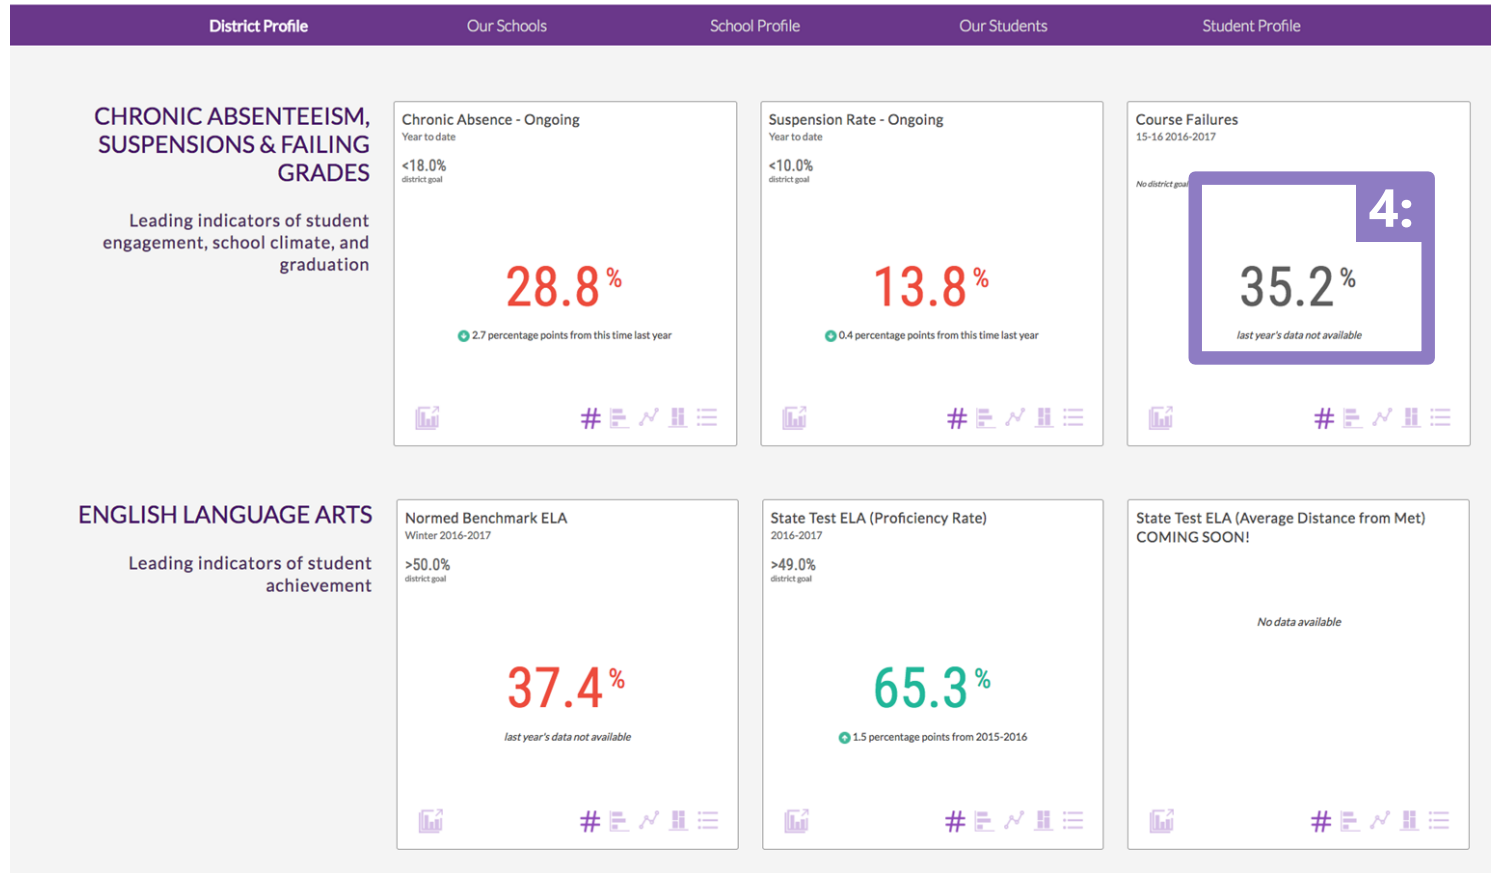 District Profile
Our Schools
School Profile
Our Students
Student Profile
CHRONIC ABSENTEEISM,
SUSPENSIONS & FAILING
GRADES
Leading indicators of student
engagement, school climate, and
graduation
Chronic Absence - Ongoing
Year to date
<18.0%
district goal
28.8%
2.7 percentage points from this time last year
#
Suspension Rate - Ongoing
Year to date
<10.0%
district goal
13.8%
0.4 percentage points from this time last year
#
Course Failures
15-16 2016-2017
No district goal
4:
35.2%
last year's data not available
#
ENGLISH LANGUAGE ARTS
Leading indicators of student
achievement
Normed Benchmark ELA
Winter 2016-2017
>50.0%
district goal
37.4%
last year's data not available
#
State Test ELA (Proficiency Rate)
2016-2017
>49.0%
district goal
65.3%
1.5 percentage points from 2015-2016
#
State Test ELA (Average Distance from Met)
COMING SOON!
No data available
#